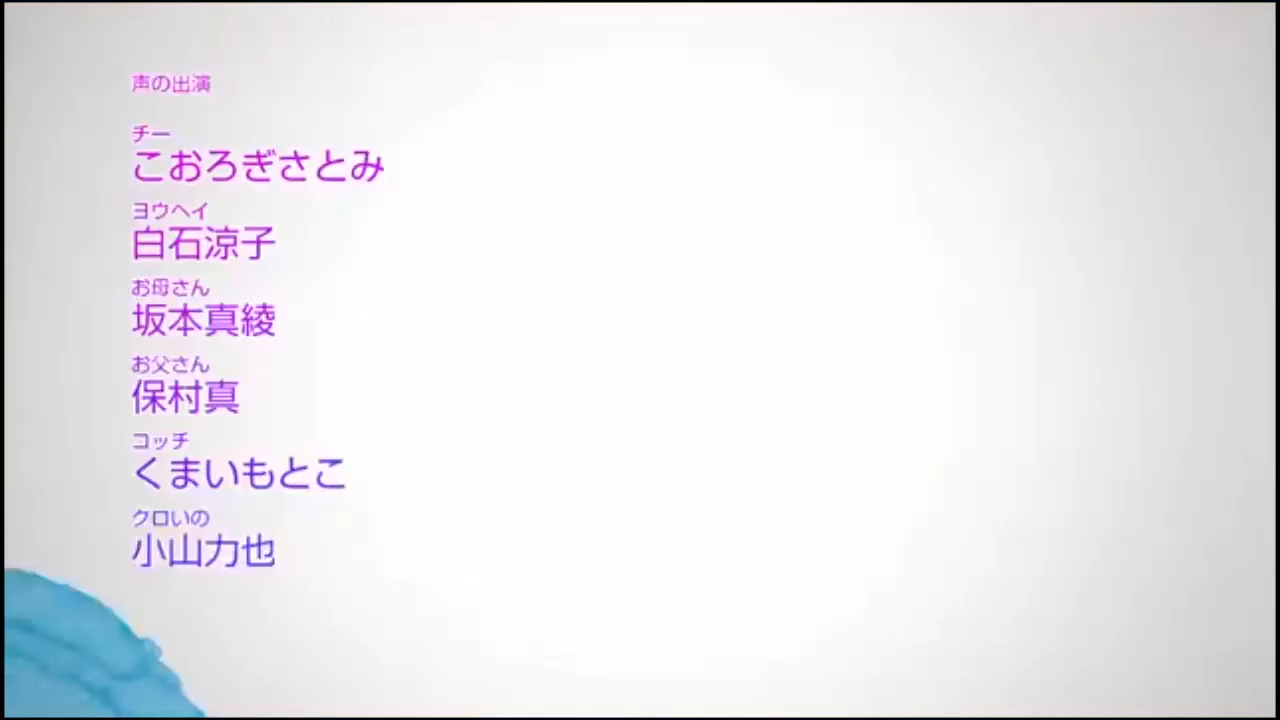 声の出演
チー
こおろぎさとみ
ヨウヘイ
白石涼子
お母さん
坂本真綾
お父さん
保村真
コッチ
くまいもとこ
クロいの
小山力也